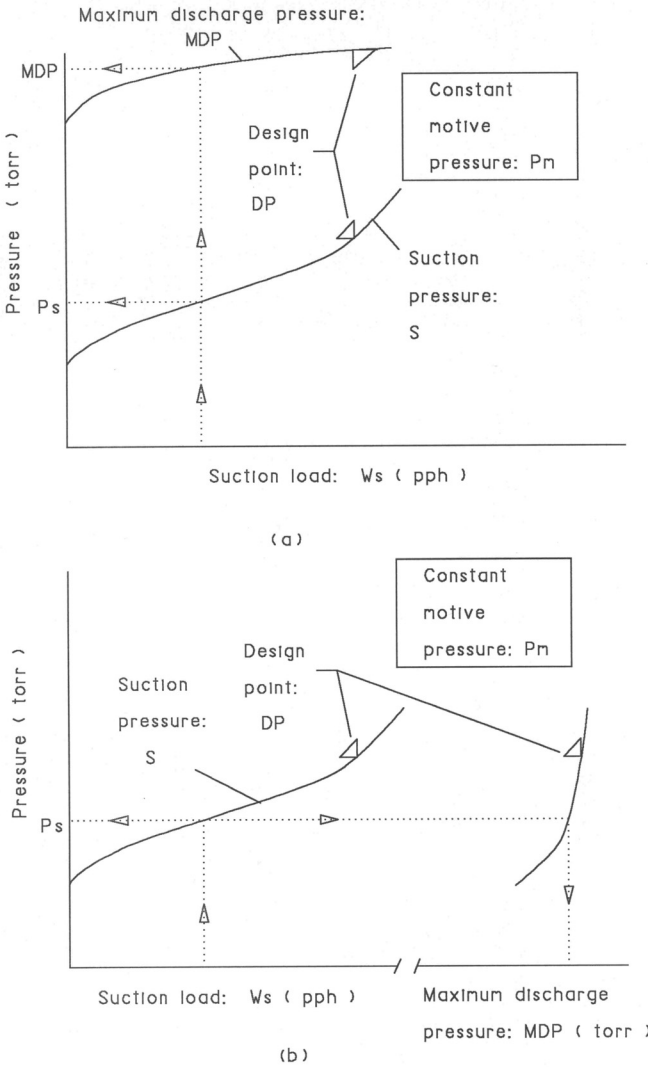 Maximum discharge pressure:
MDP
MDP
Constant
motive
pressure: Pm
Design
point:
DP
Pressure ( torr )
Suction
pressure:
S
Ps
Suction load: Ws ( pph )
(a)
Constant
motive
pressure: Pm
Design
point:
DP
Suction
pressure:
S
Pressure ( torr )
Ps
Suction load: Ws ( pph )
Maximum discharge
pressure: MDP ( torr )
(b)